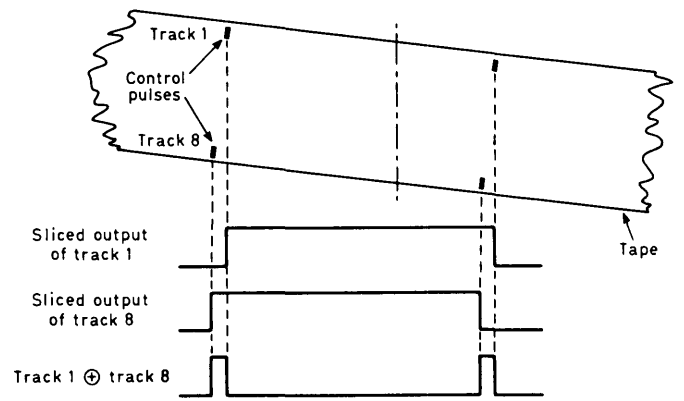 Track 1
Control
pulses
Track 8
Tape
Sliced output
of track 1
Sliced output
of track 8
Track 1 ⊕ track 8